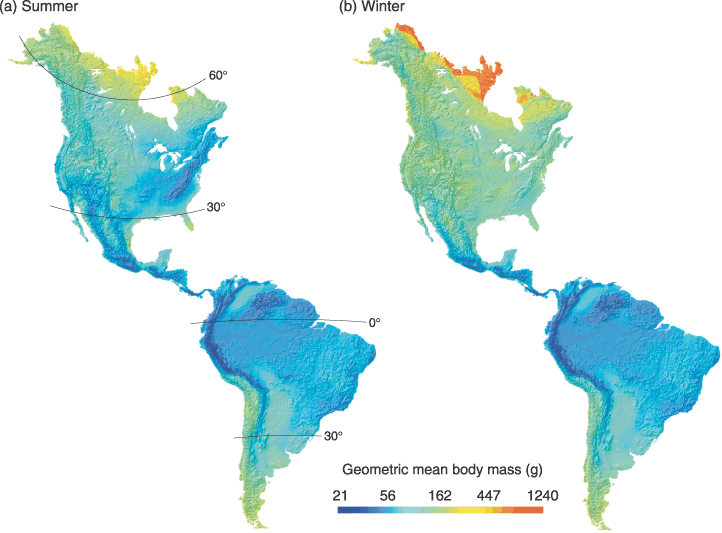 (a) Summer
(b) Winter
60°
30°
0°
30°
Geometric mean body mass (g)
21 56 162 447 1240